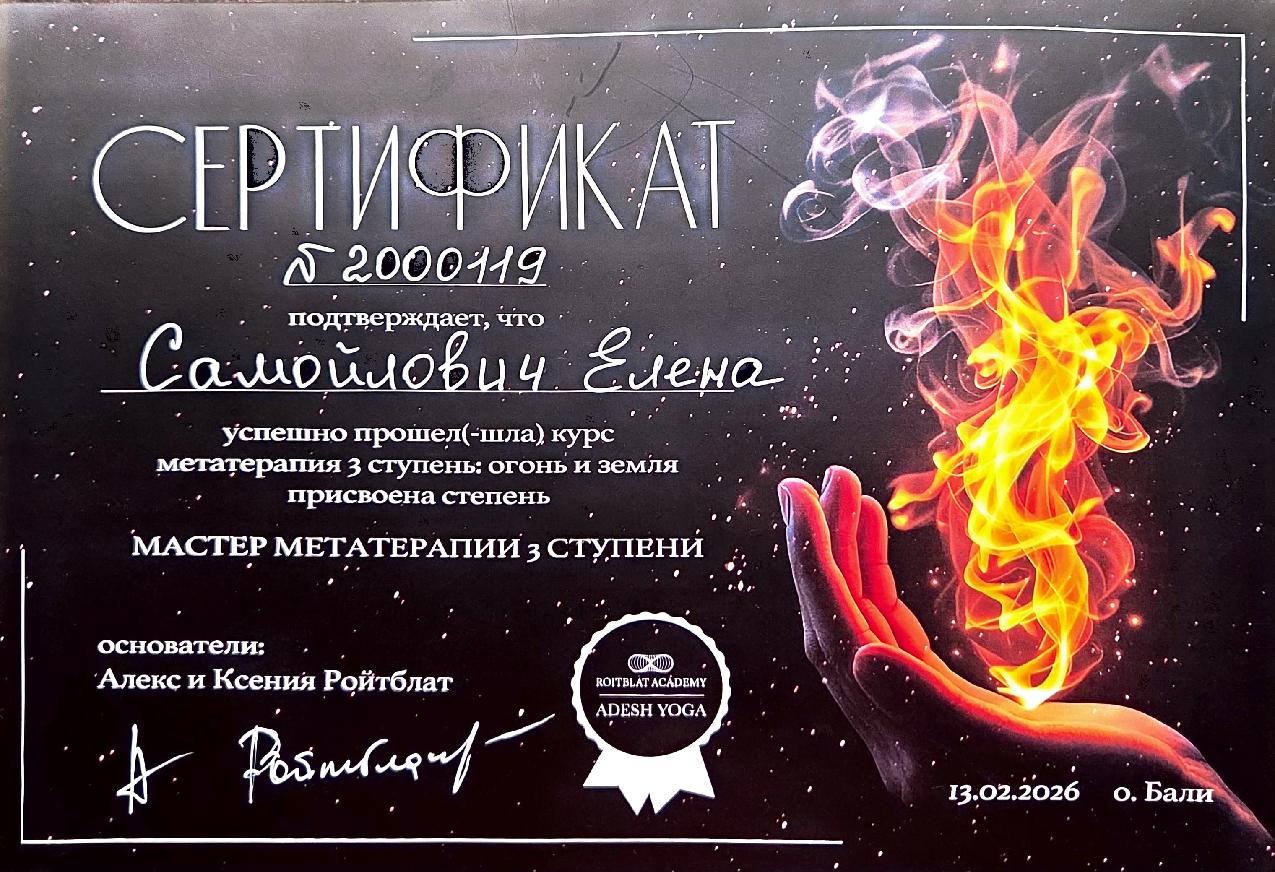 СЕРТИФИКАТ
№ 2000119
подтверждает, что
Самойлович Елена
успешно прошел(-шла) курс
метатерапия 3 ступень: огонь и земля
присвоена степень
МАСТЕР МЕТАТЕРАПИИ 3 СТУПЕНИ
основатели:
Алекс и Ксения Ройтблат
А Ройтблат
ROITBLAT ACADEMY
ADESH YOGA
13.02.2026 о. Бали